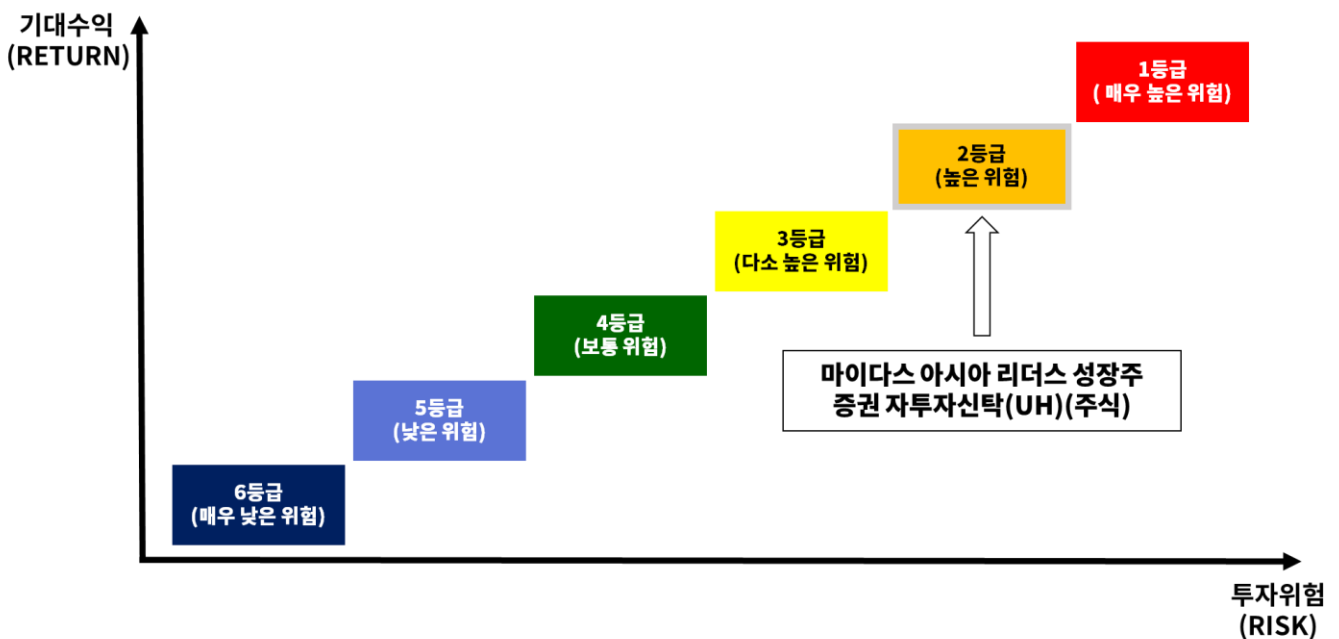 기대수익
(RETURN)
1등급
( 매우 높은 위험)
2등급
(높은 위험)
3등급
(다소 높은 위험)
4등급
(보통 위험)
마이다스 아시아 리더스 성장주
증권 자투자신탁(UH)(주식)
5등급
(낮은 위험)
6등급
(매우 낮은 위험)
투자위험
(RISK)